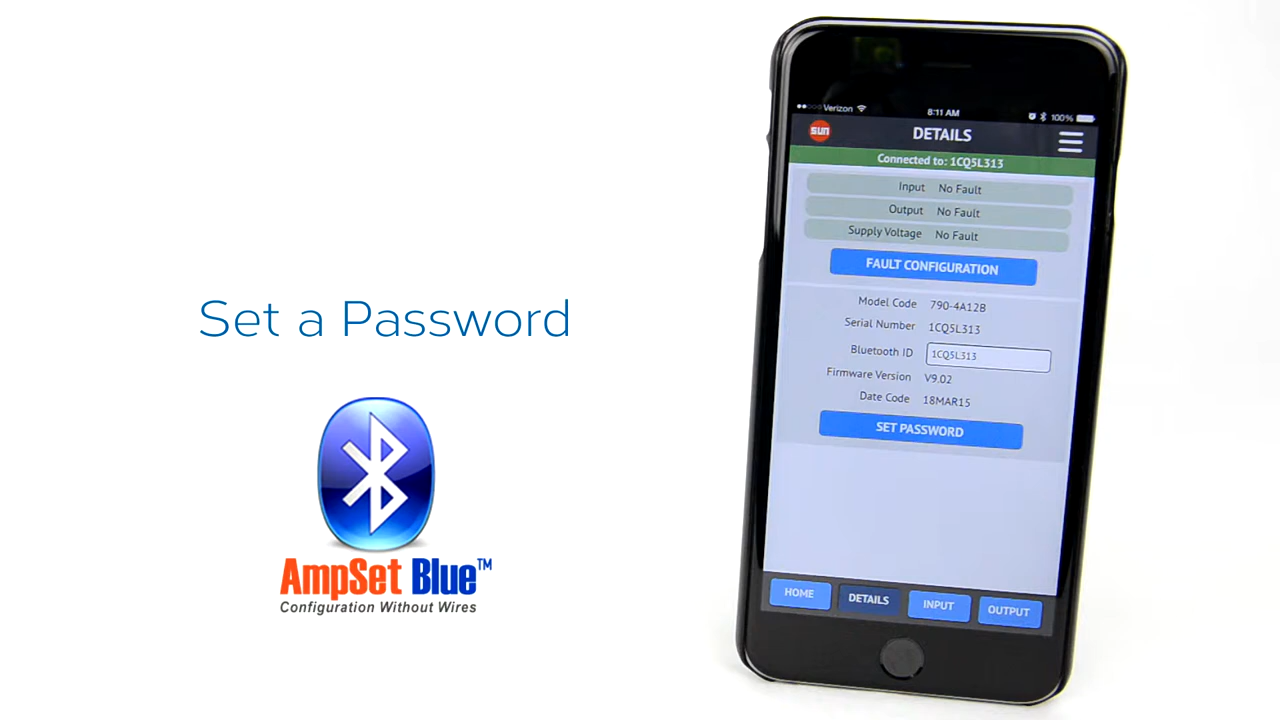 Set a Password
AmpSet Blue™
Configuration Without Wires
Verizon 8:11 AM 100%
sun DETAILS
Connected to: 1CQ5L313
Input No Fault
Output No Fault
Supply Voltage No Fault
FAULT CONFIGURATION
Model Code 790-4A12B
Serial Number 1CQ5L313
Bluetooth ID 1CQ5L313
Firmware Version V9.02
Date Code 18MAR15
SET PASSWORD
HOME DETAILS INPUT OUTPUT